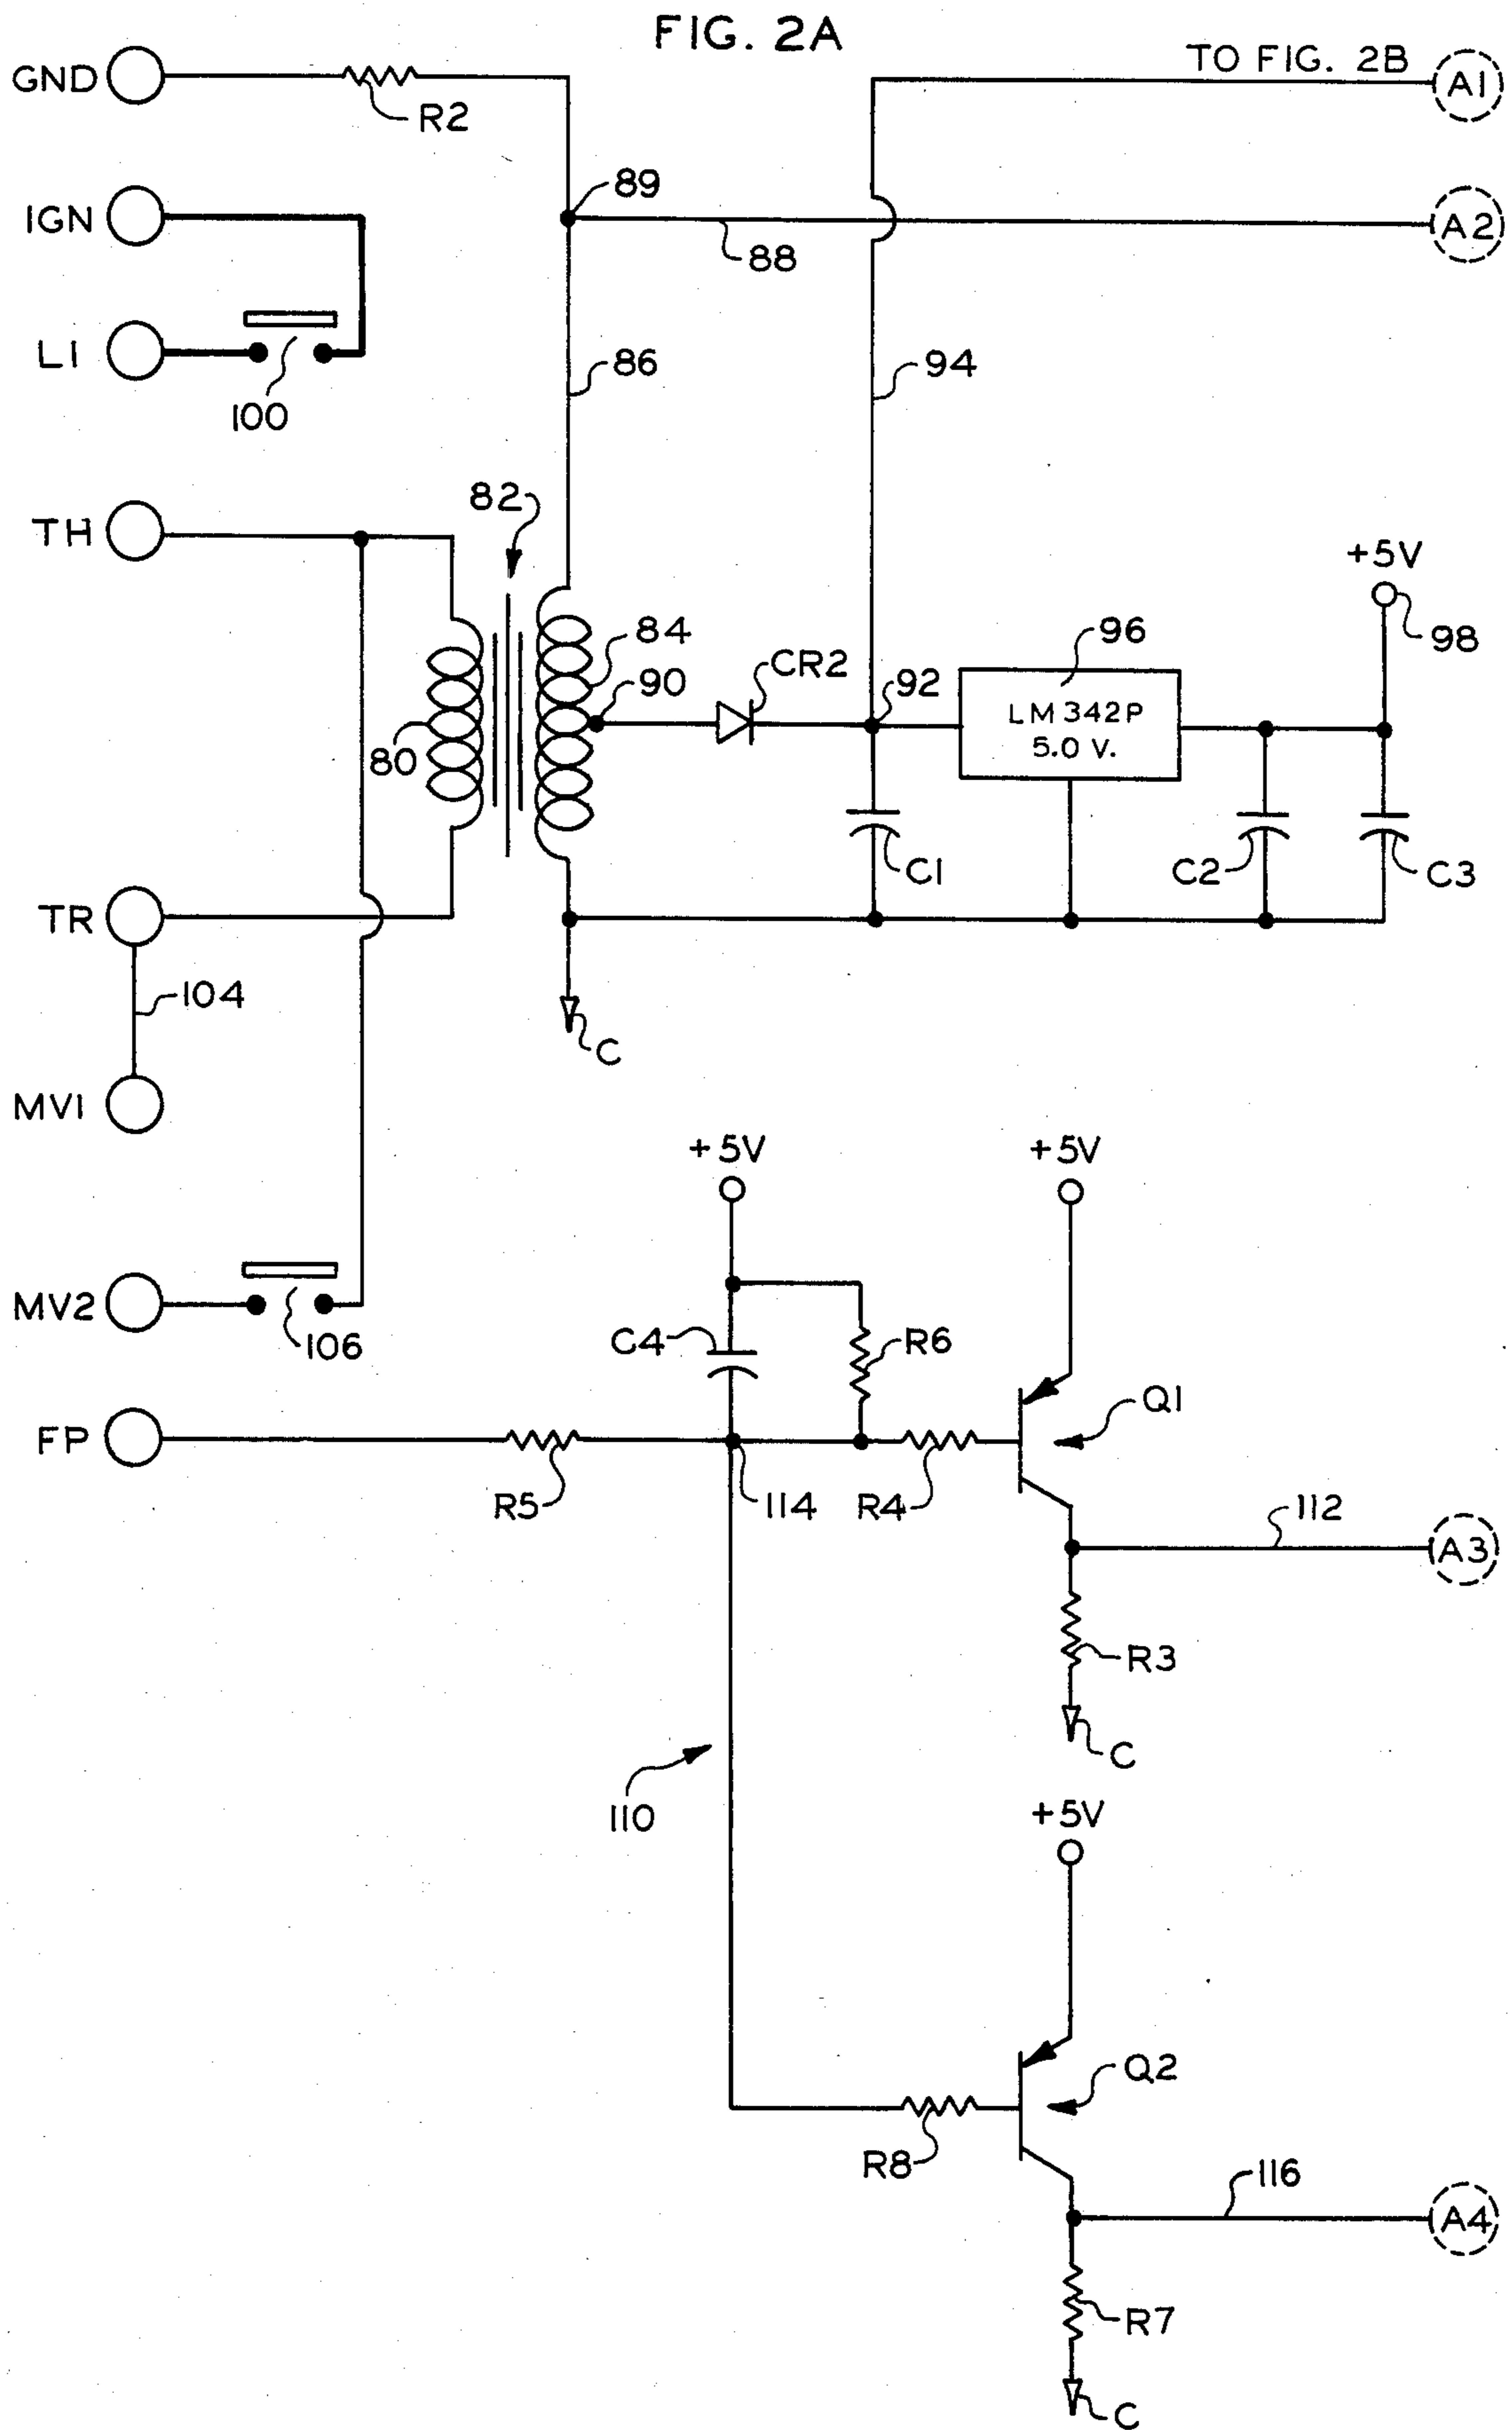 FIG. 2A
TO FIG. 2B
A1
GND
R2
89
IGN
A2
88
L1
100
86
94
TH
82
+5V
98
84
96
90
CR2
92
LM 342P
5.0 V.
80
C1
C2
C3
TR
104
C
MV1
+5V
+5V
MV2
106
C4
R6
Q1
FP
R5
114
R4
112
A3
R3
C
110
+5V
Q2
R8
116
A4
R7
C